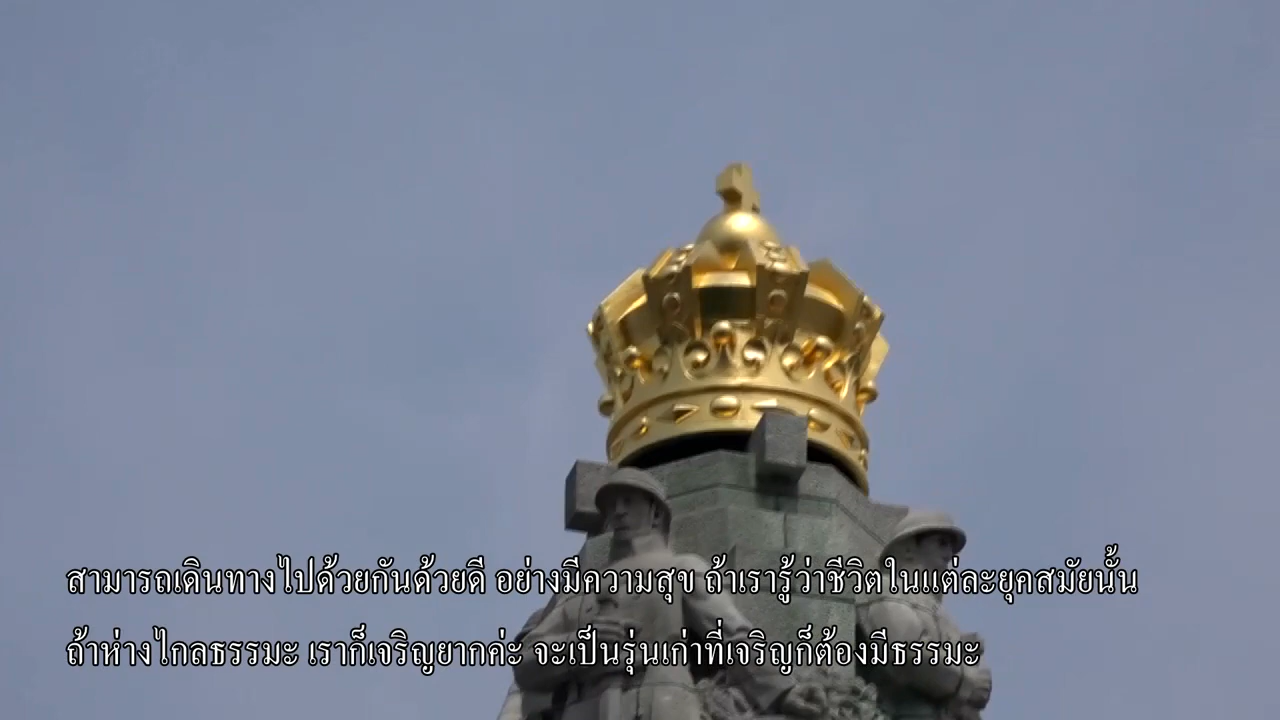 สามารถเดินทางไปด้วยกันด้วยดี อย่างมีความสุข ถ้าเรารู้ว่าชีวิตในแต่ละยุคสมัยนั้น
ถ้าห่างไกลธรรมะ เราก็เจริญยากค่ะ จะเป็นรุ่นเก่าที่เจริญก็ต้องมีธรรมะ